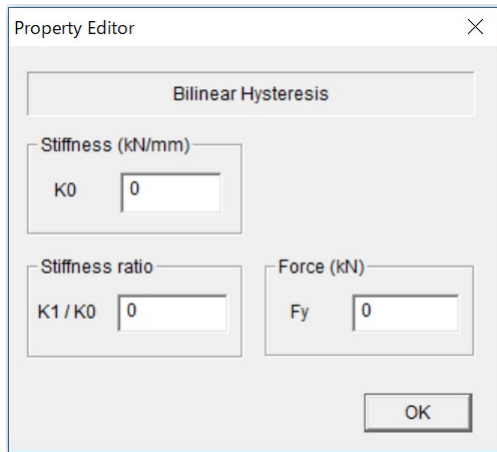 Property Editor
Bilinear Hysteresis
Stiffness (kN/mm)
K0 0
Stiffness ratio
K1 / K0 0
Force (kN)
Fy 0
OK